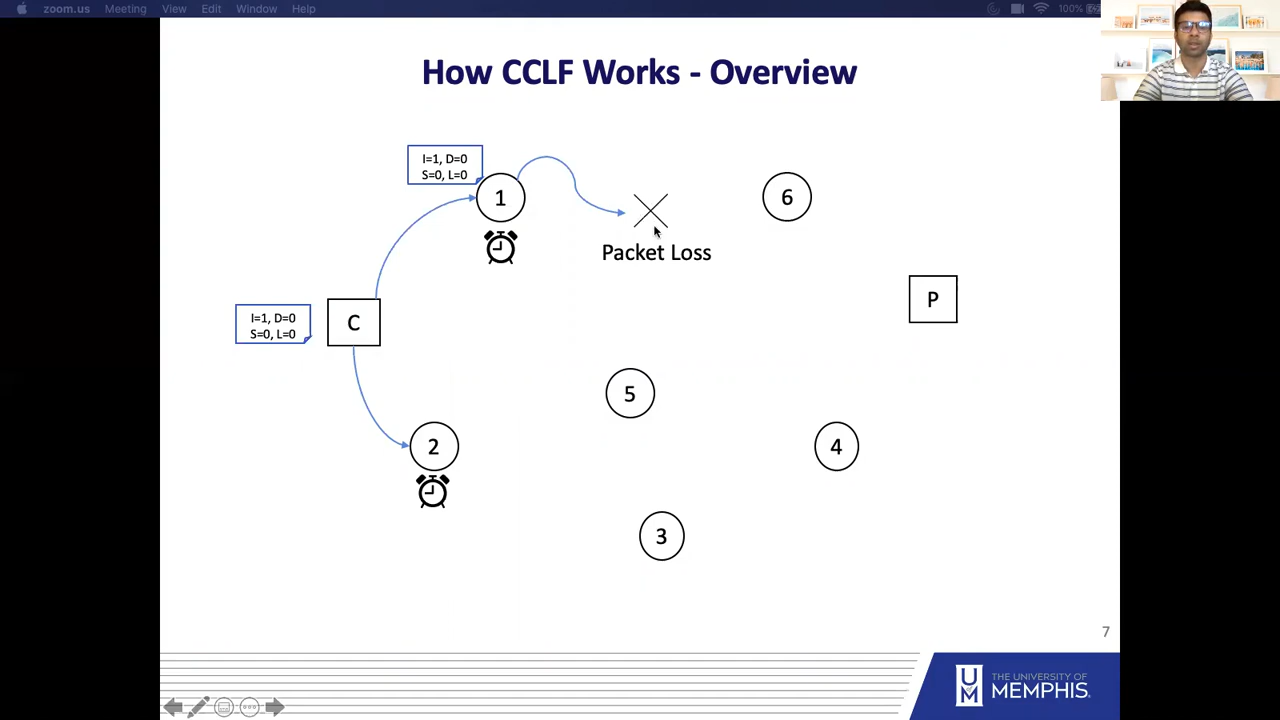 zoom.us Meeting View Edit Window Help
100%
How CCLF Works - Overview
I=1, D=0
S=0, L=0
1
6
Packet Loss
P
I=1, D=0
S=0, L=0
C
5
2
4
3
7
UM
THE UNIVERSITY OF
MEMPHIS.